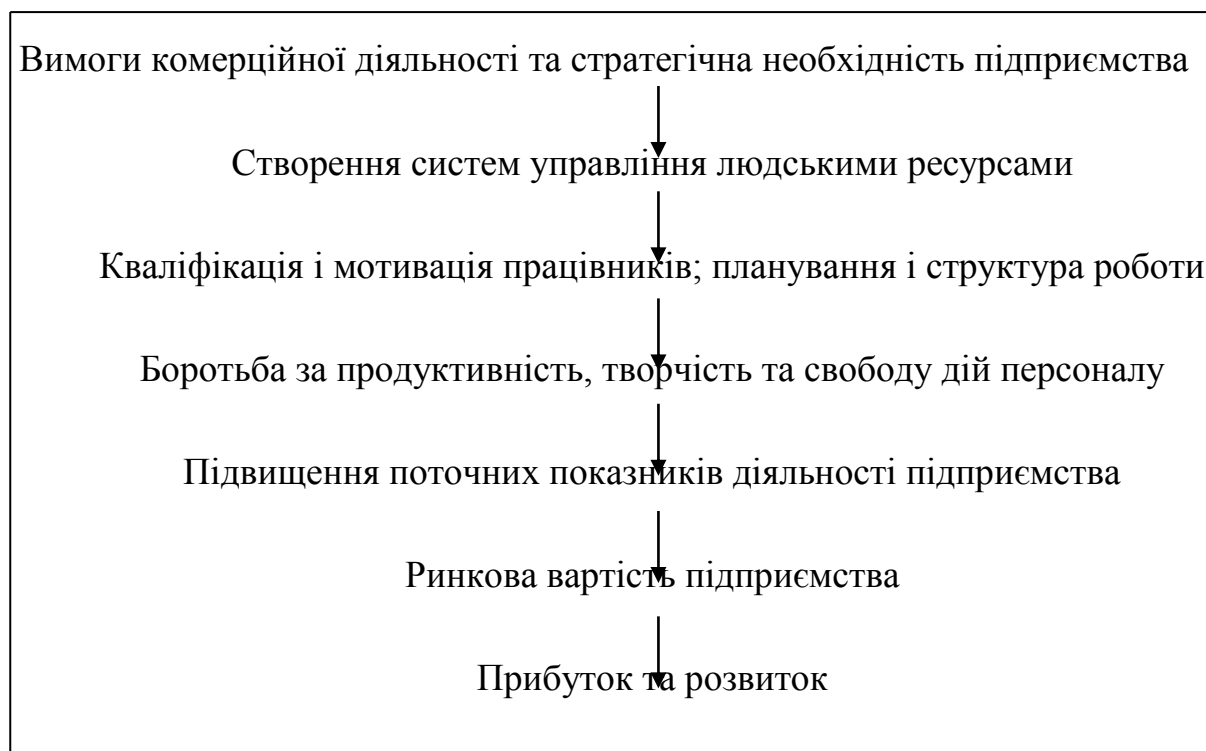 Вимоги комерційної діяльності та стратегічна необхідність підприємства
Створення систем управління людськими ресурсами
Кваліфікація і мотивація працівників; планування і структура роботи
Боротьба за продуктивність, творчість та свободу дій персоналу
Підвищення поточних показників діяльності підприємства
Ринкова вартість підприємства
Прибуток та розвиток